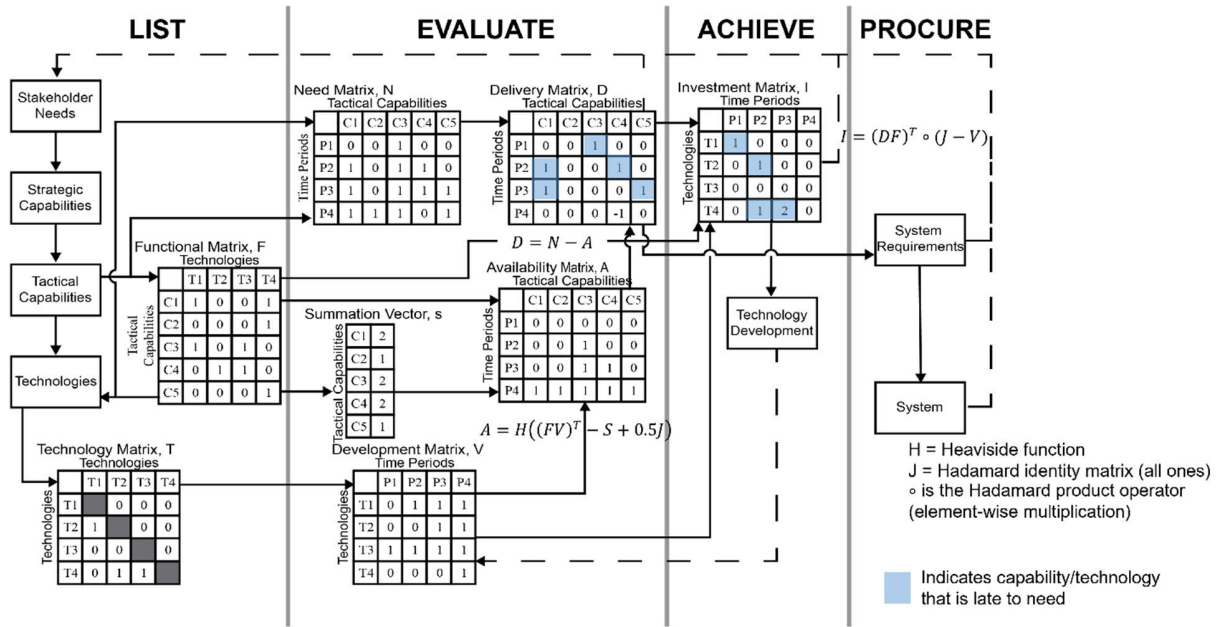 LIST
EVALUATE
ACHIEVE
PROCURE
Stakeholder
Needs
Strategic
Capabilities
Tactical
Capabilities
Technologies
Functional Matrix, F
Technologies
Tactical
Capabilities
T1 T2 T3 T4
C1 1 0 0 1
C2 0 0 0 1
C3 1 0 1 0
C4 0 1 1 0
C5 0 0 0 1
Technology Matrix, T
Technologies
Technologies
T1 T2 T3 T4
T1 0 0 0
T2 1 0 0
T3 0 0 0
T4 0 1 1
Need Matrix, N
Tactical Capabilities
Time Periods
C1 C2 C3 C4 C5
P1 0 0 1 0 0
P2 1 0 1 1 0
P3 1 0 1 1 1
P4 1 1 1 0 1
Delivery Matrix, D
Tactical Capabilities
Time Periods
C1 C2 C3 C4 C5
P1 0 0 1 0 0
P2 1 0 0 1 0
P3 1 0 0 0 1
P4 0 0 0 -1 0
D = N − A
Availability Matrix, A
Tactical Capabilities
Time Periods
C1 C2 C3 C4 C5
P1 0 0 0 0 0
P2 0 0 1 0 0
P3 0 0 1 1 0
P4 1 1 1 1 1
Summation Vector, s
Tactical Capabilities
C1 2
C2 1
C3 2
C4 2
C5 1
A = H((FV)ᵀ − S + 0.5J)
Development Matrix, V
Time Periods
Technologies
P1 P2 P3 P4
T1 0 1 1 1
T2 0 0 1 1
T3 1 1 1 1
T4 0 0 0 1
Investment Matrix, I
Time Periods
Technologies
P1 P2 P3 P4
T1 1 0 0 0
T2 0 1 0 0
T3 0 0 0 0
T4 0 1 2 0
I = (DF)ᵀ ∘ (J − V)
Technology
Development
System
Requirements
System
H = Heaviside function
J = Hadamard identity matrix (all ones)
∘ is the Hadamard product operator
(element-wise multiplication)
Indicates capability/technology
that is late to need